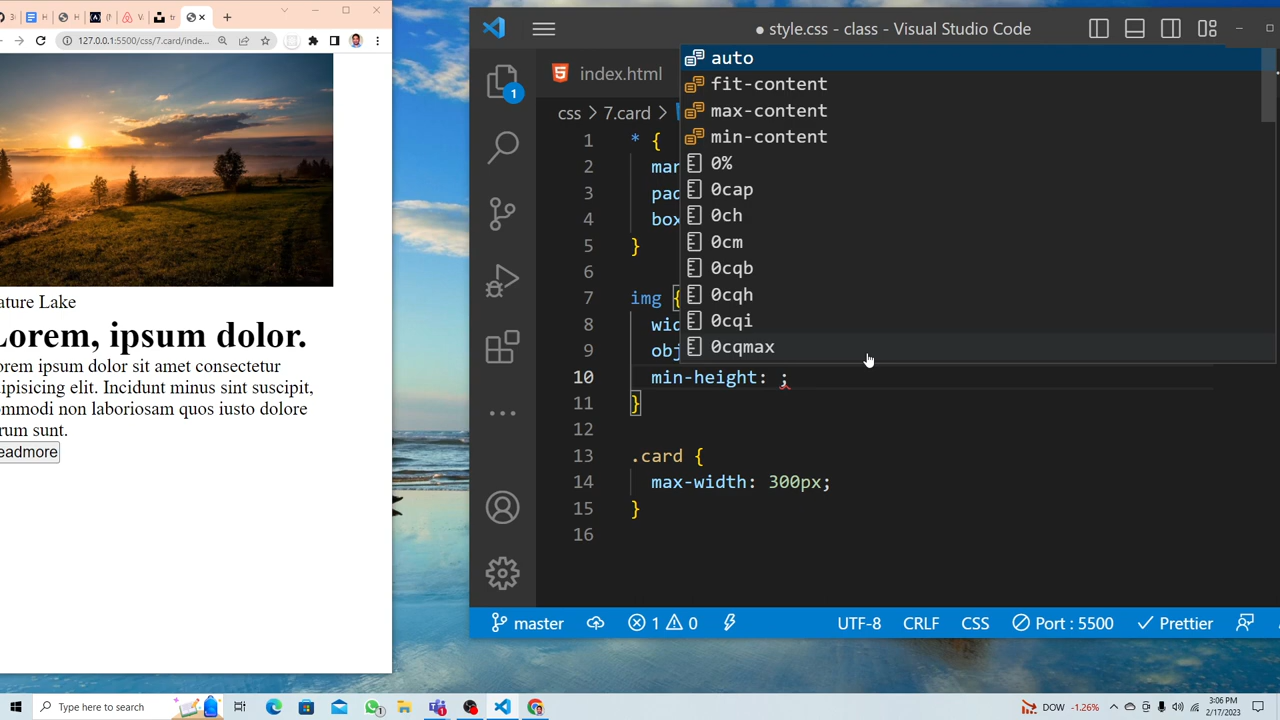 127.0.0.1:5500/css/7.card/inde...
ature Lake
Lorem, ipsum dolor.
orem ipsum dolor sit amet consectetur
lipisicing elit. Incidunt minus sint suscipit,
ommodi non laboriosam quos iusto dolore
rum sunt.
eadmore
● style.css - class - Visual Studio Code
index.html
css > 7.card >
1 * {
2 mar
3 pad
4 box
5 }
6
7 img {
8 wid
9 obj
10 min-height: ;
11 }
12
13 .card {
14 max-width: 300px;
15 }
16
auto
fit-content
max-content
min-content
0%
0cap
0ch
0cm
0cqb
0cqh
0cqi
0cqmax
1
master
1 0
UTF-8 CRLF CSS Port : 5500 Prettier
Type here to search
1
DOW -1.26%
3:06 PM
2/17/2023